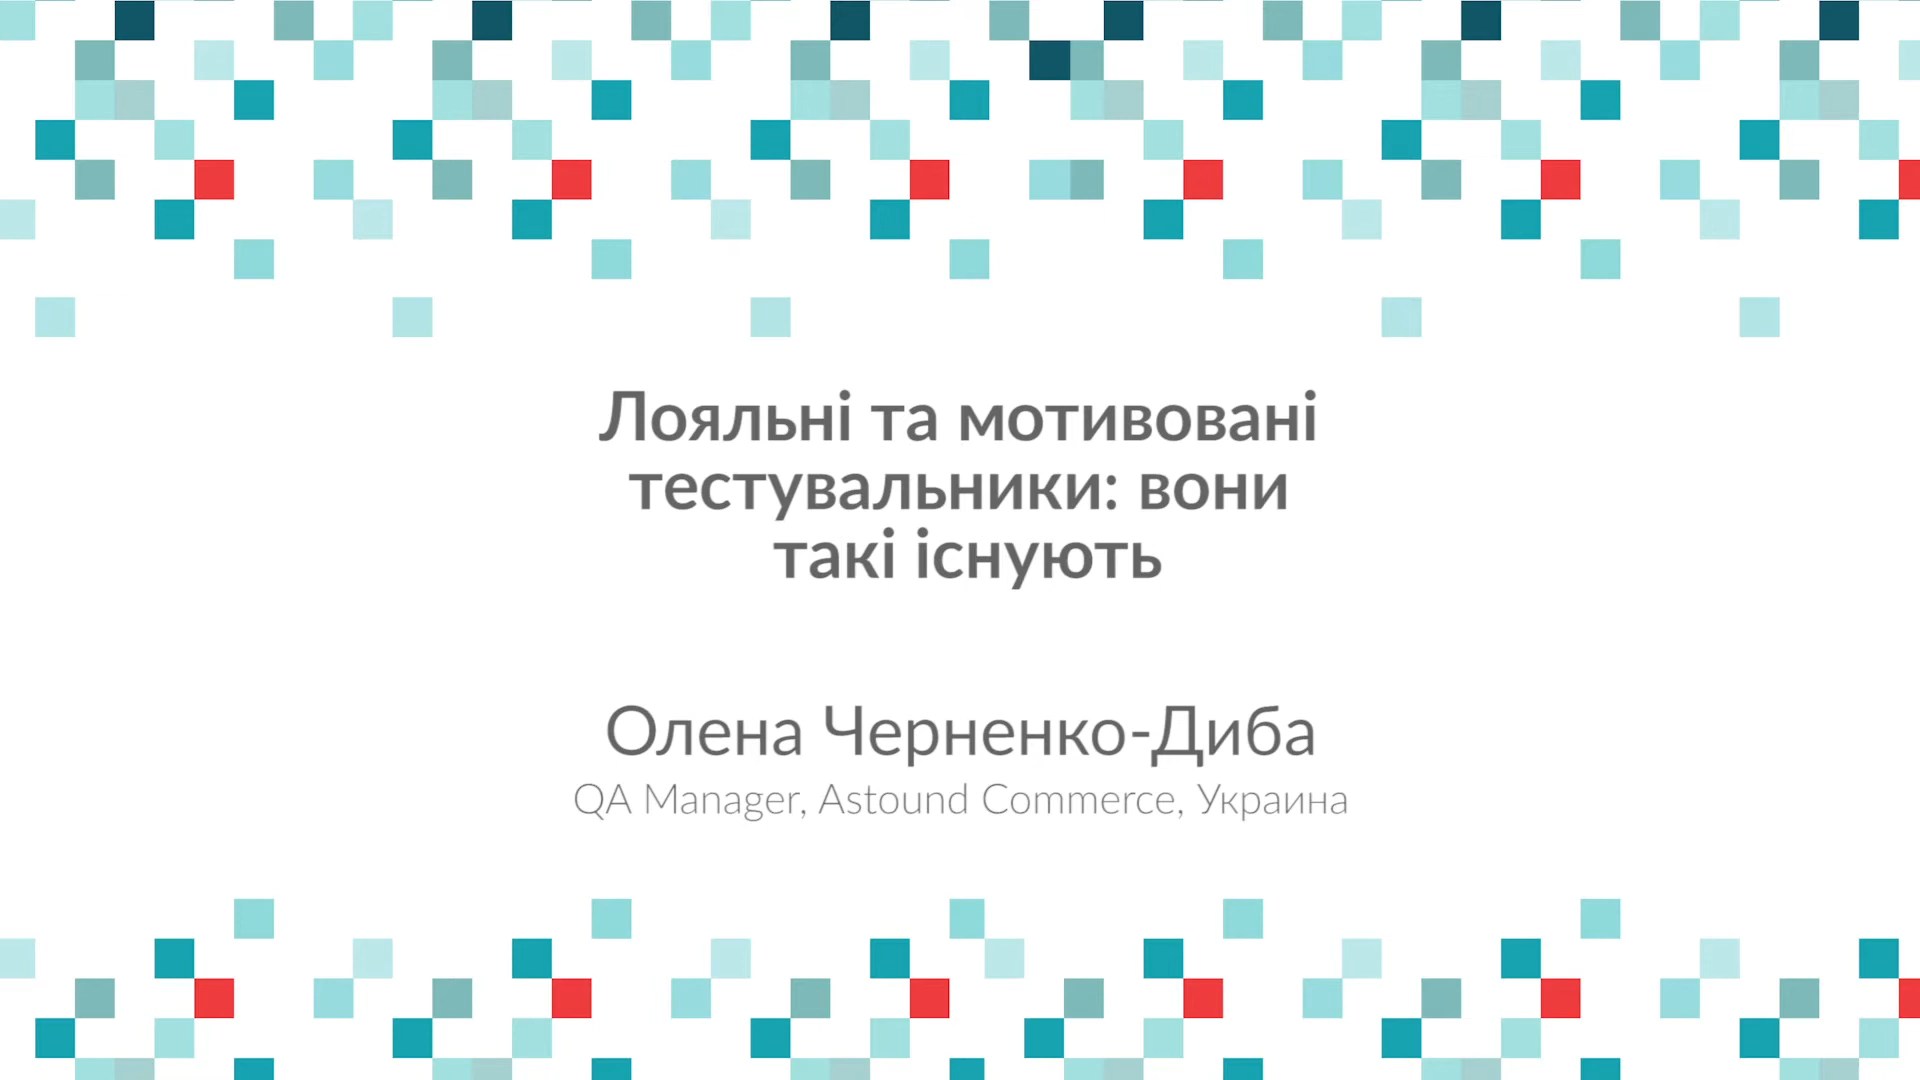 Лояльні та мотивовані
тестувальники: вони
такі існують
Олена Черненко-Диба
QA Manager, Astound Commerce, Украина